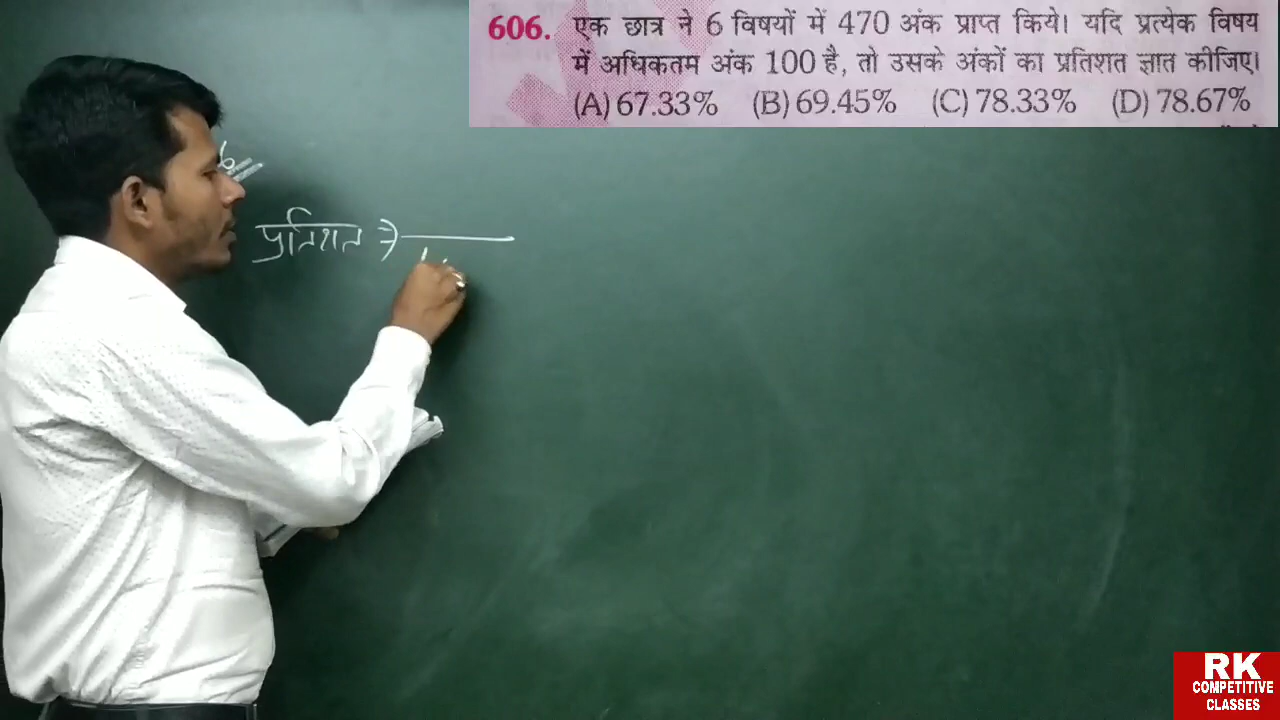 606. एक छात्र ने 6 विषयों में 470 अंक प्राप्त किये। यदि प्रत्येक विषय
में अधिकतम अंक 100 है, तो उसके अंकों का प्रतिशत ज्ञात कीजिए।
(A) 67.33% (B) 69.45% (C) 78.33% (D) 78.67%
6
प्रतिशत ⇒
RK
COMPETITIVE
CLASSES